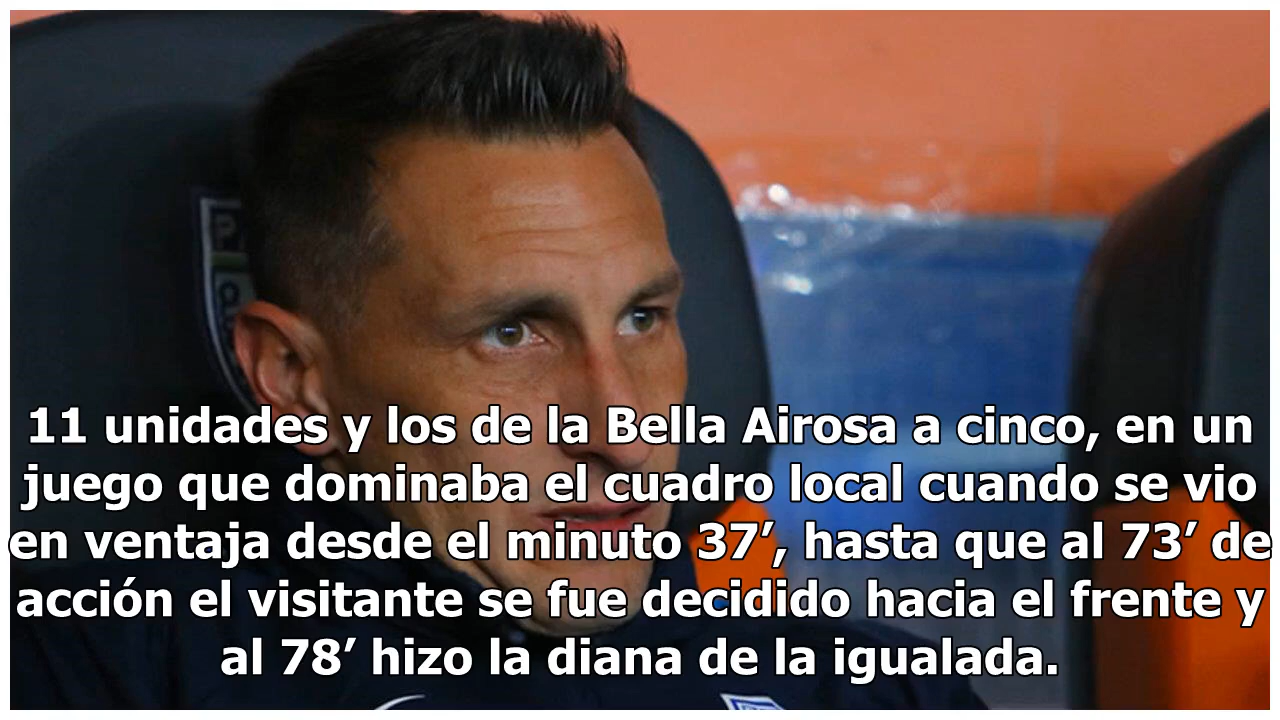 11 unidades y los de la Bella Airosa a cinco, en un
juego que dominaba el cuadro local cuando se vio
en ventaja desde el minuto 37’, hasta que al 73’ de
acción el visitante se fue decidido hacia el frente y
al 78’ hizo la diana de la igualada.